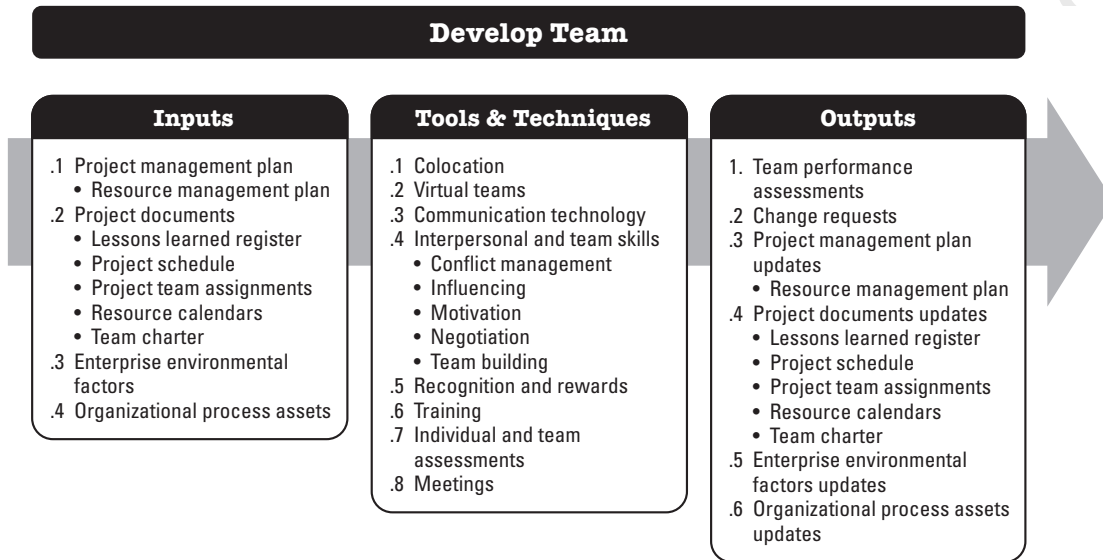 Develop Team
Inputs
.1 Project management plan
• Resource management plan
.2 Project documents
• Lessons learned register
• Project schedule
• Project team assignments
• Resource calendars
• Team charter
.3 Enterprise environmental
factors
.4 Organizational process assets
Tools & Techniques
.1 Colocation
.2 Virtual teams
.3 Communication technology
.4 Interpersonal and team skills
• Conflict management
• Influencing
• Motivation
• Negotiation
• Team building
.5 Recognition and rewards
.6 Training
.7 Individual and team
assessments
.8 Meetings
Outputs
1. Team performance
assessments
.2 Change requests
.3 Project management plan
updates
• Resource management plan
.4 Project documents updates
• Lessons learned register
• Project schedule
• Project team assignments
• Resource calendars
• Team charter
.5 Enterprise environmental
factors updates
.6 Organizational process assets
updates